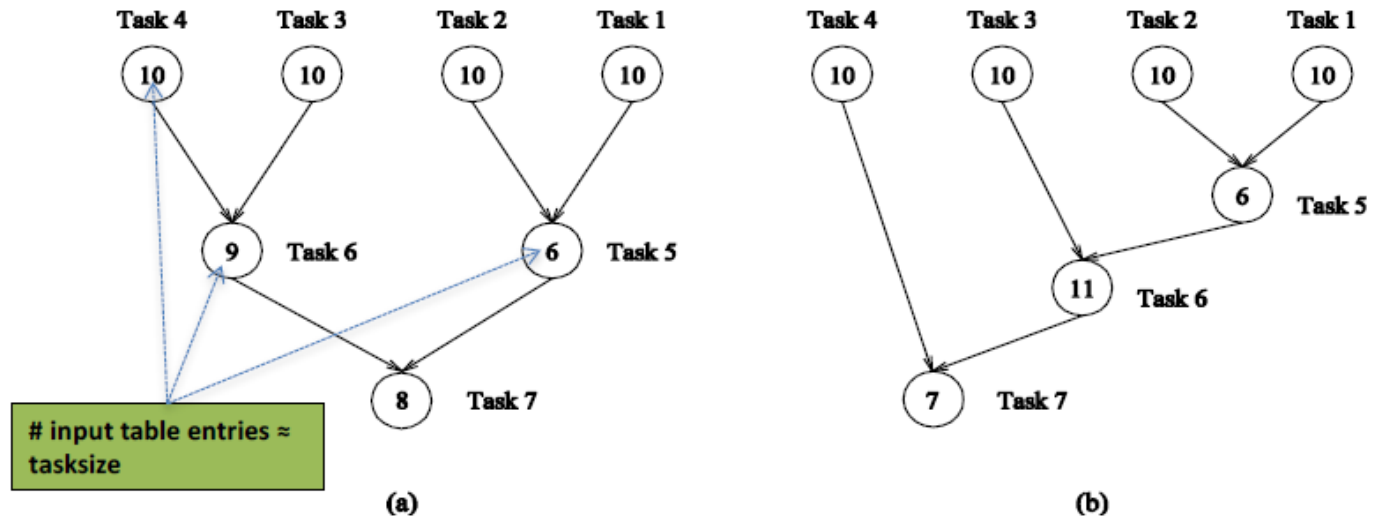 Task 4 Task 3 Task 2 Task 1 Task 4 Task 3 Task 2 Task 1
10 10 10 10 10 10 10 10
6
Task 5
9 Task 6 6 Task 5
11
Task 6
8 Task 7 7 Task 7
# input table entries ≈
tasksize
(a) (b)